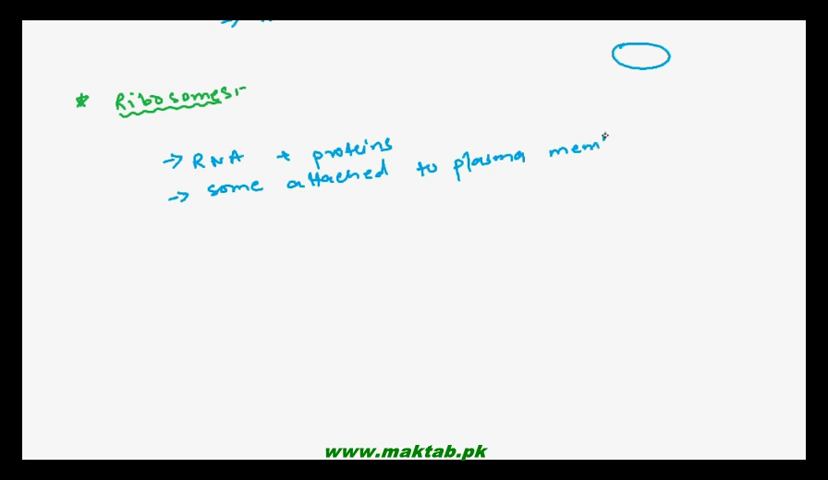 * Ribosomes:-
→ RNA + proteins
→ some attached to plasma mem
www.maktab.pk